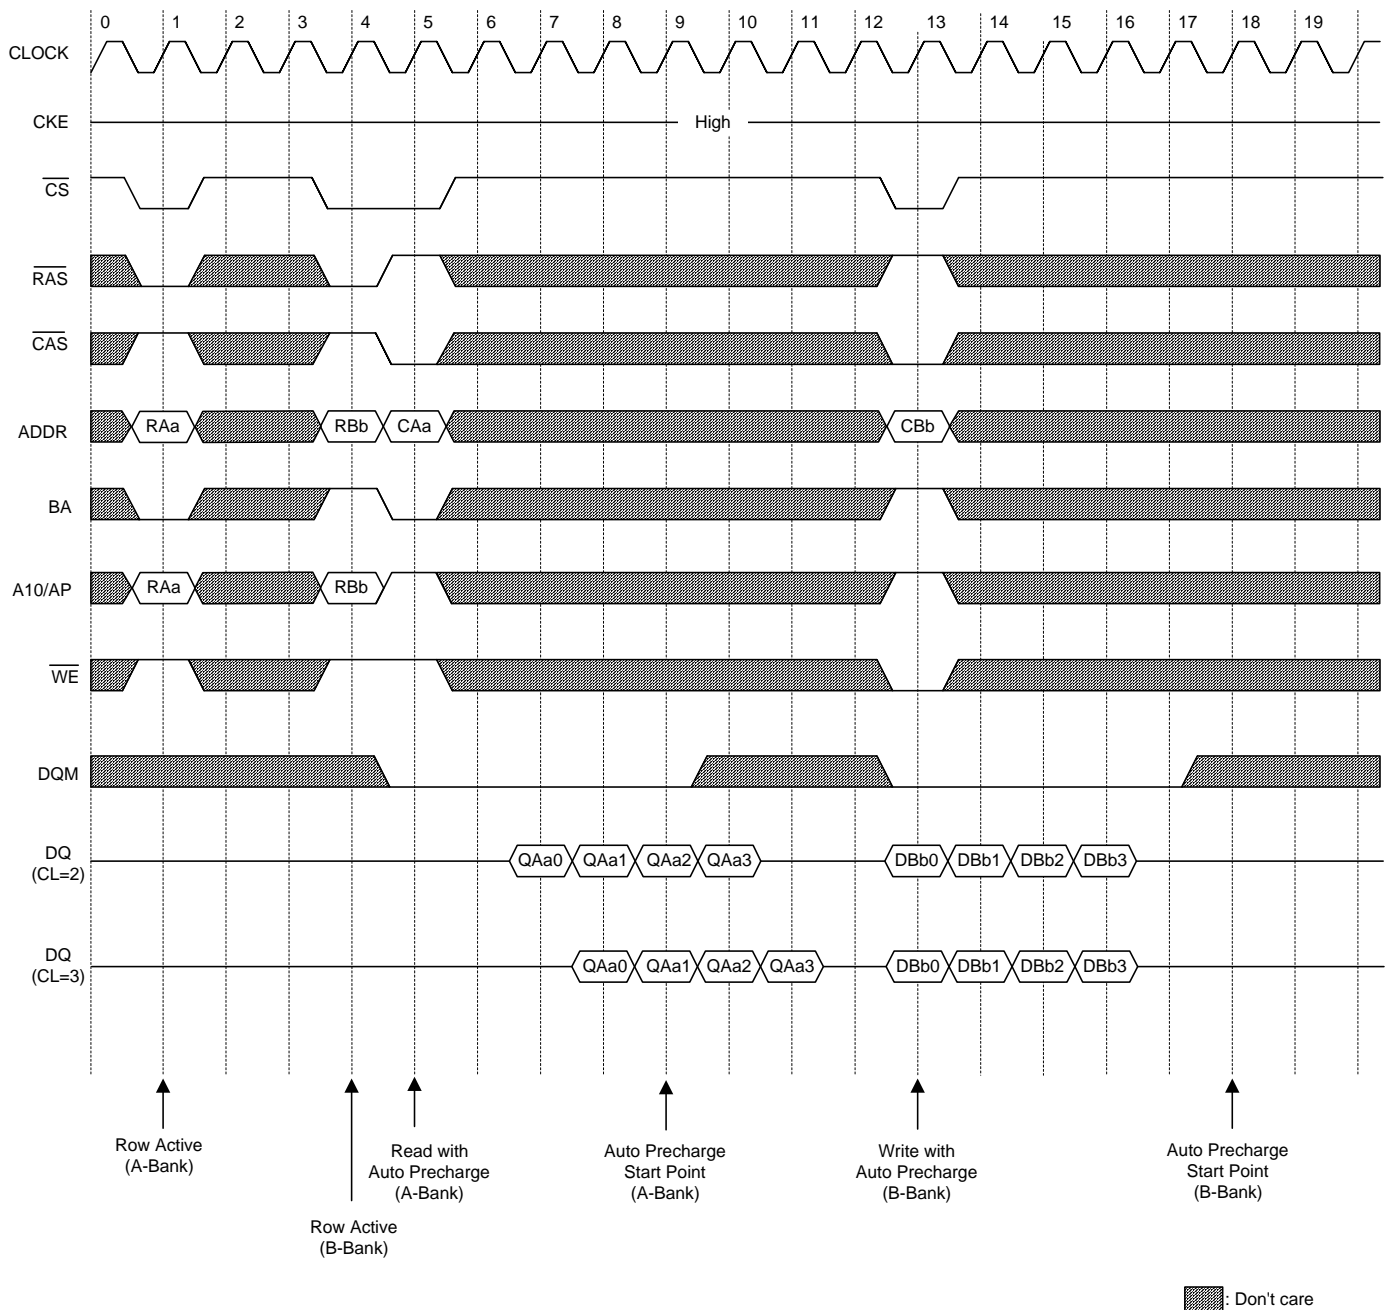 0 1 2 3 4 5 6 7 8 9 10 11 12 13 14 15 16 17 18 19
CLOCK
CKE High
CS
RAS
CAS
ADDR RAa RBb CAa CBb
BA
A10/AP RAa RBb
WE
DQM
DQ
(CL=2)
QAa0 QAa1 QAa2 QAa3 DBb0 DBb1 DBb2 DBb3
DQ
(CL=3)
QAa0 QAa1 QAa2 QAa3 DBb0 DBb1 DBb2 DBb3
Row Active
(A-Bank)
Row Active
(B-Bank)
Read with
Auto Precharge
(A-Bank)
Auto Precharge
Start Point
(A-Bank)
Write with
Auto Precharge
(B-Bank)
Auto Precharge
Start Point
(B-Bank)
: Don't care